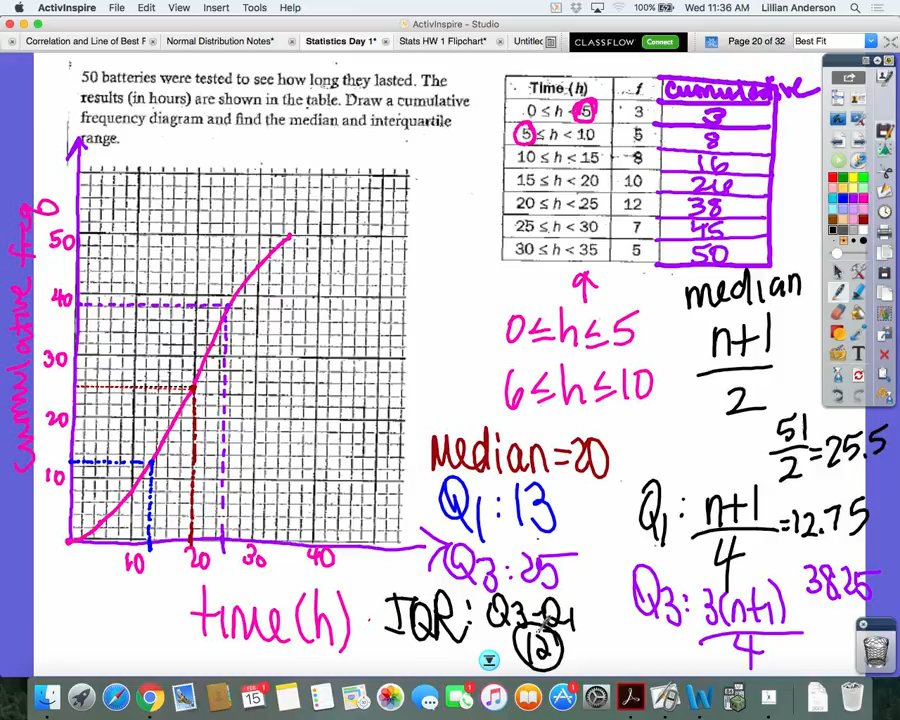 ActivInspire File Edit View Insert Tools Help 100% Wed 11:36 AM Lillian Anderson
ActivInspire - Studio
Correlation and Line of Best F Normal Distribution Notes* Statistics Day 1* Stats HW 1 Flipchart* Untitled CLASSFLOW Connect Page 20 of 32 Best Fit
50 batteries were tested to see how long they lasted. The
results (in hours) are shown in the table. Draw a cumulative
frequency diagram and find the median and interquartile
range.
Time (h) f cumulative
0 ≤ h < 5 3 3
5 ≤ h < 10 5 8
10 ≤ h < 15 8 16
15 ≤ h < 20 10 26
20 ≤ h < 25 12 38
25 ≤ h < 30 7 45
30 ≤ h < 35 5 50
cumulative freq
50
40
30
20
10
10 20 30 40
time(h)
0≤h≤5
6≤h≤10
median
n+1
2
51
2 =25.5
Median=20
Q1: 13
Q3: 25
IQR: Q3-Q1
12
Q1: n+1
4 =12.75
Q3: 3(n+1)
4
38.25
FEB
15